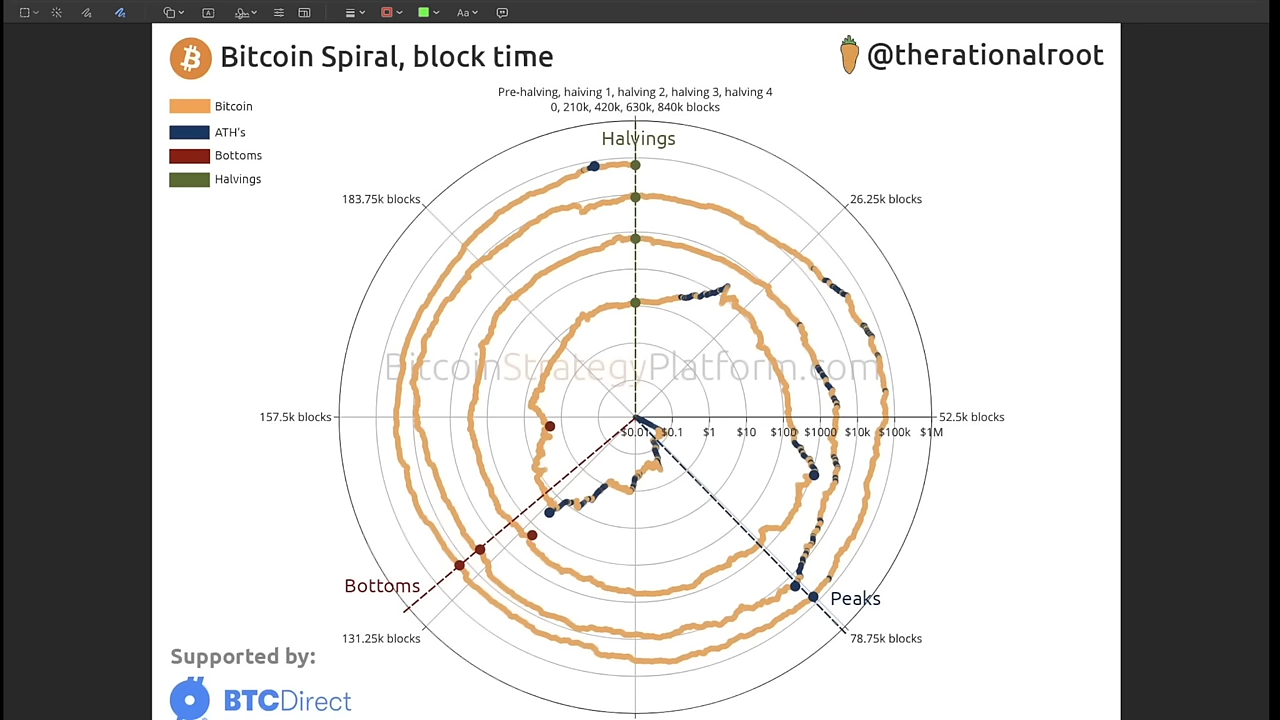 Aa
Bitcoin Spiral, block time
@therationalroot
Pre-halving, halving 1, halving 2, halving 3, halving 4
0, 210k, 420k, 630k, 840k blocks
Bitcoin
ATH's
Bottoms
Halvings
Halvings
183.75k blocks
26.25k blocks
BitcoinStrategyPlatform.com
157.5k blocks
52.5k blocks
$0.01 $0.1 $1 $10 $100 $1000 $10k $100k $1M
Bottoms
Peaks
131.25k blocks
78.75k blocks
Supported by:
BTCDirect